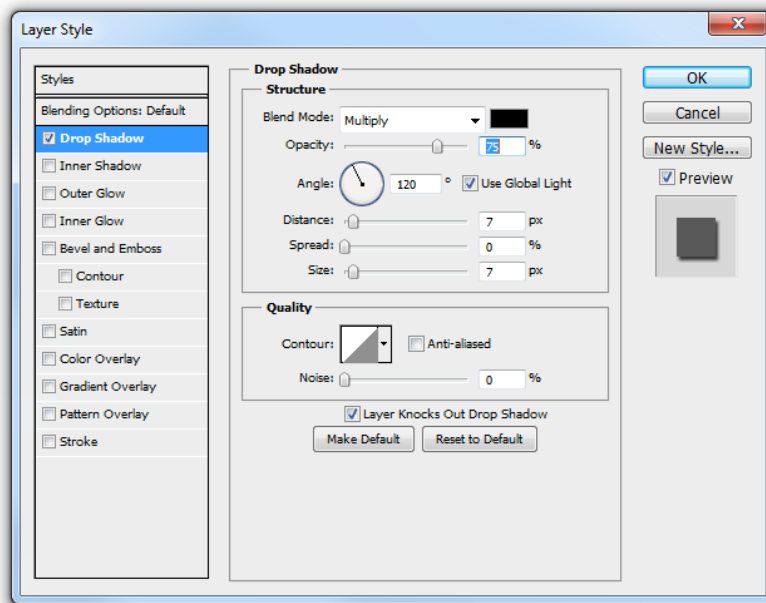 Layer Style
Styles
Blending Options: Default
Drop Shadow
Inner Shadow
Outer Glow
Inner Glow
Bevel and Emboss
Contour
Texture
Satin
Color Overlay
Gradient Overlay
Pattern Overlay
Stroke
Drop Shadow
Structure
Blend Mode: Multiply
Opacity: 75 %
Angle: 120 ° Use Global Light
Distance: 7 px
Spread: 0 %
Size: 7 px
Quality
Contour: Anti-aliased
Noise: 0 %
Layer Knocks Out Drop Shadow
Make Default Reset to Default
OK
Cancel
New Style...
Preview